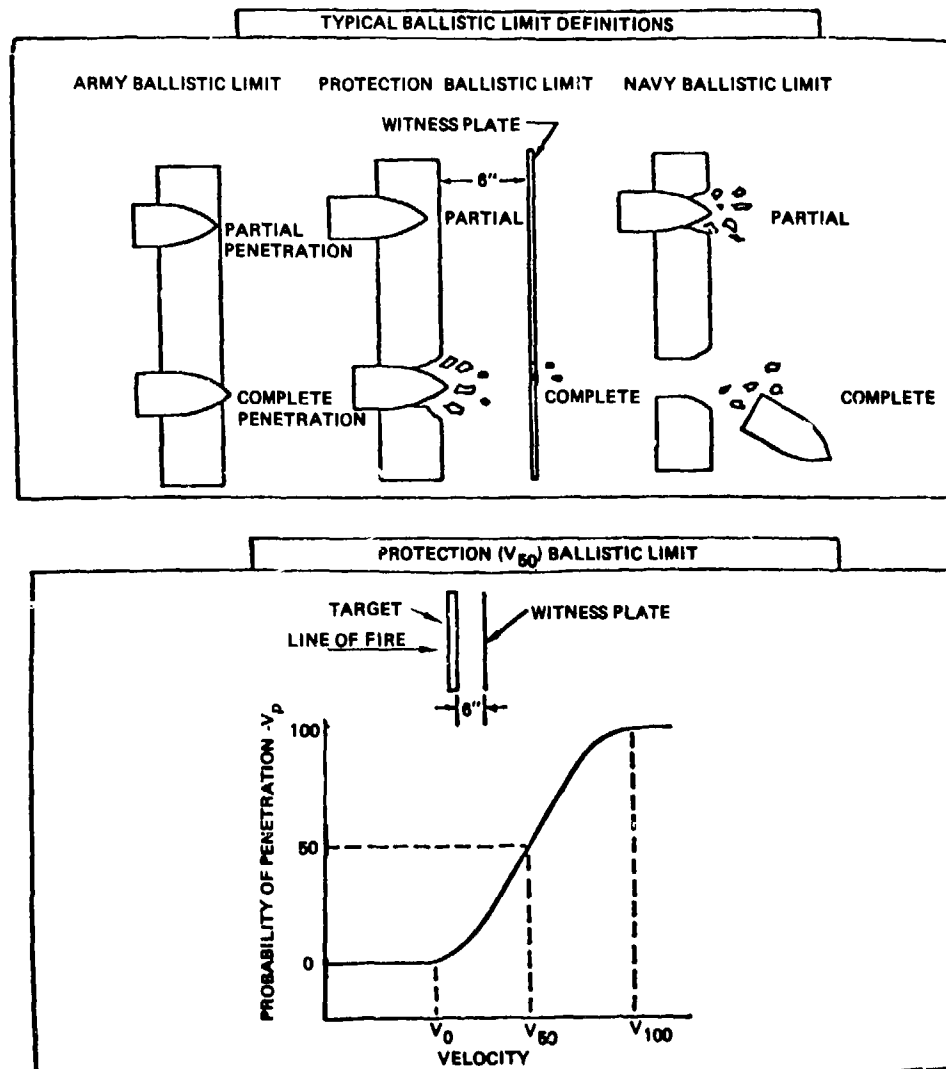 TYPICAL BALLISTIC LIMIT DEFINITIONS
ARMY BALLISTIC LIMIT
PROTECTION BALLISTIC LIMIT
NAVY BALLISTIC LIMIT
WITNESS PLATE
6"
PARTIAL
PENETRATION
PARTIAL
PARTIAL
COMPLETE
PENETRATION
COMPLETE
COMPLETE
PROTECTION (V50) BALLISTIC LIMIT
TARGET
WITNESS PLATE
LINE OF FIRE
6"
PROBABILITY OF PENETRATION -Vp
100
50
0
V0
V50
V100
VELOCITY